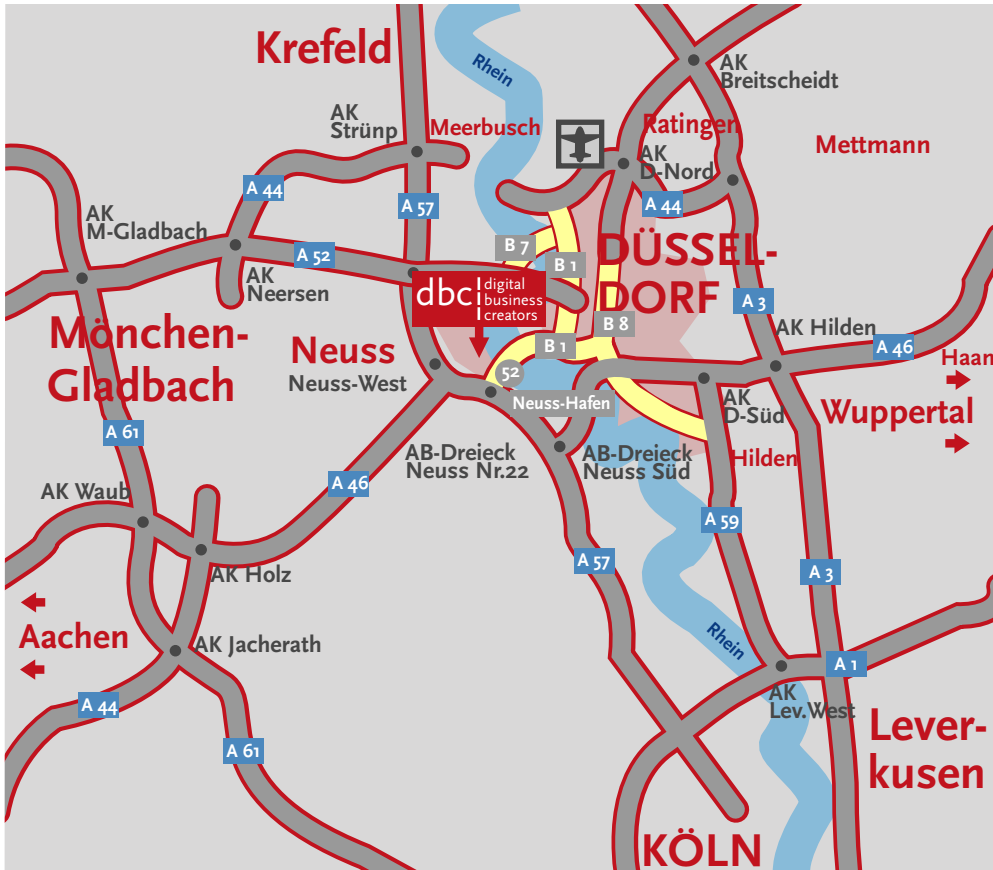 Krefeld
Rhein
AK
Breitscheidt
AK
Strünp
Meerbusch
Ratingen
Mettmann
AK
D-Nord
A 44
A 57
A 44
AK
M-Gladbach
A 52
AK
Neersen
B 7
B 1
DÜSSEL-
DORF
dbc
digital
business
creators
A 3
B 8
B 1
AK Hilden
A 46
Haan
Mönchen-
Gladbach
Neuss
Neuss-West
52
Neuss-Hafen
AK
D-Süd
Wuppertal
A 61
AB-Dreieck
Neuss Nr.22
AB-Dreieck
Neuss Süd
Hilden
AK Waub
A 46
A 59
A 57
A 3
AK Holz
Aachen
AK Jacherath
Rhein
A 1
AK
Lev.West
A 44
A 61
Lever-
kusen
KÖLN